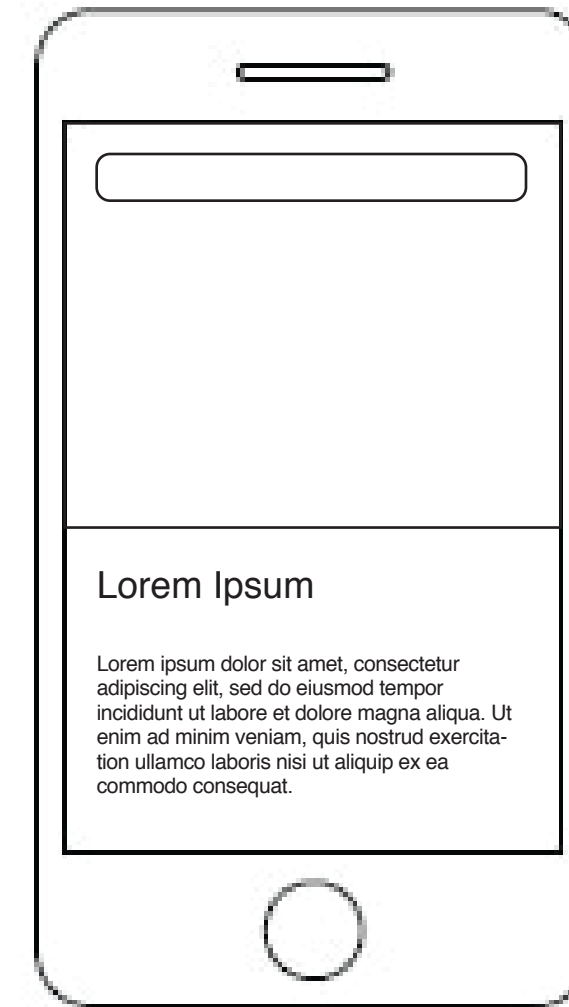 Lorem Ipsum
Lorem ipsum dolor sit amet, consectetur
adipiscing elit, sed do eiusmod tempor
incididunt ut labore et dolore magna aliqua. Ut
enim ad minim veniam, quis nostrud exercita-
tion ullamco laboris nisi ut aliquip ex ea
commodo consequat.